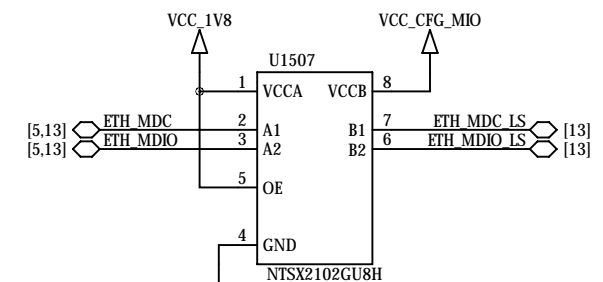 VCC_1V8
VCC_CFG_MIO
U1507
1 VCCA VCCB 8
[5,13] ETH_MDC 2 A1 B1 7 ETH_MDC_LS [13]
[5,13] ETH_MDIO 3 A2 B2 6 ETH_MDIO_LS [13]
5 OE
4 GND
NTSX2102GU8H